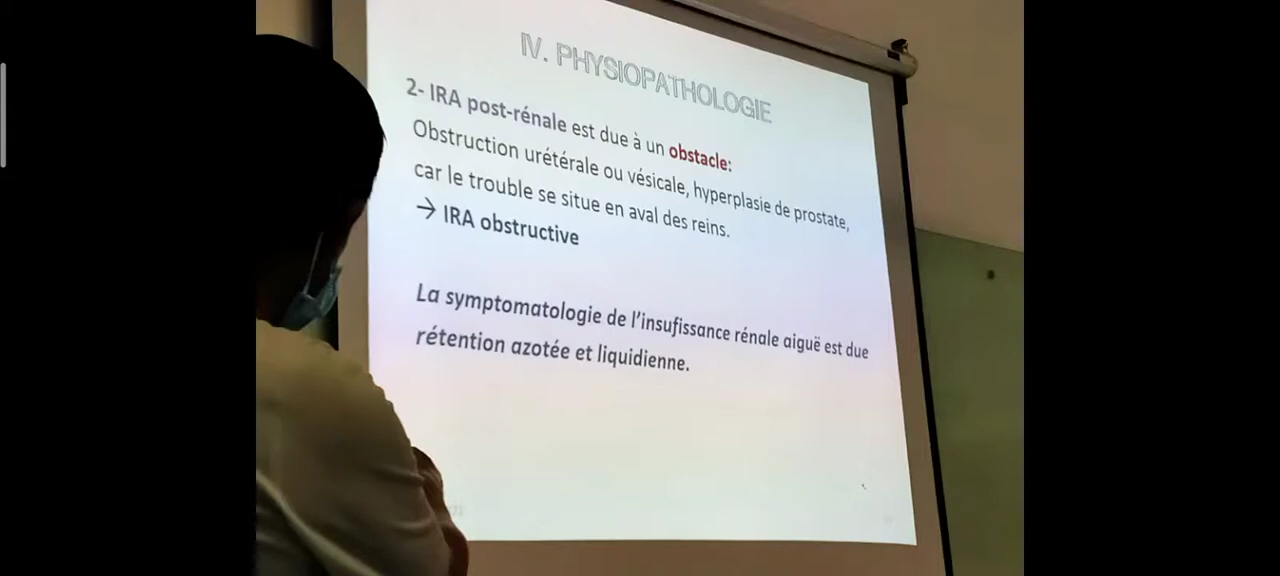 IV. PHYSIOPATHOLOGIE
2- IRA post-rénale est due à un obstacle:
Obstruction urétérale ou vésicale, hyperplasie de prostate,
car le trouble se situe en aval des reins.
→ IRA obstructive
La symptomatologie de l'insuffisance rénale aiguë est due
rétention azotée et liquidienne.